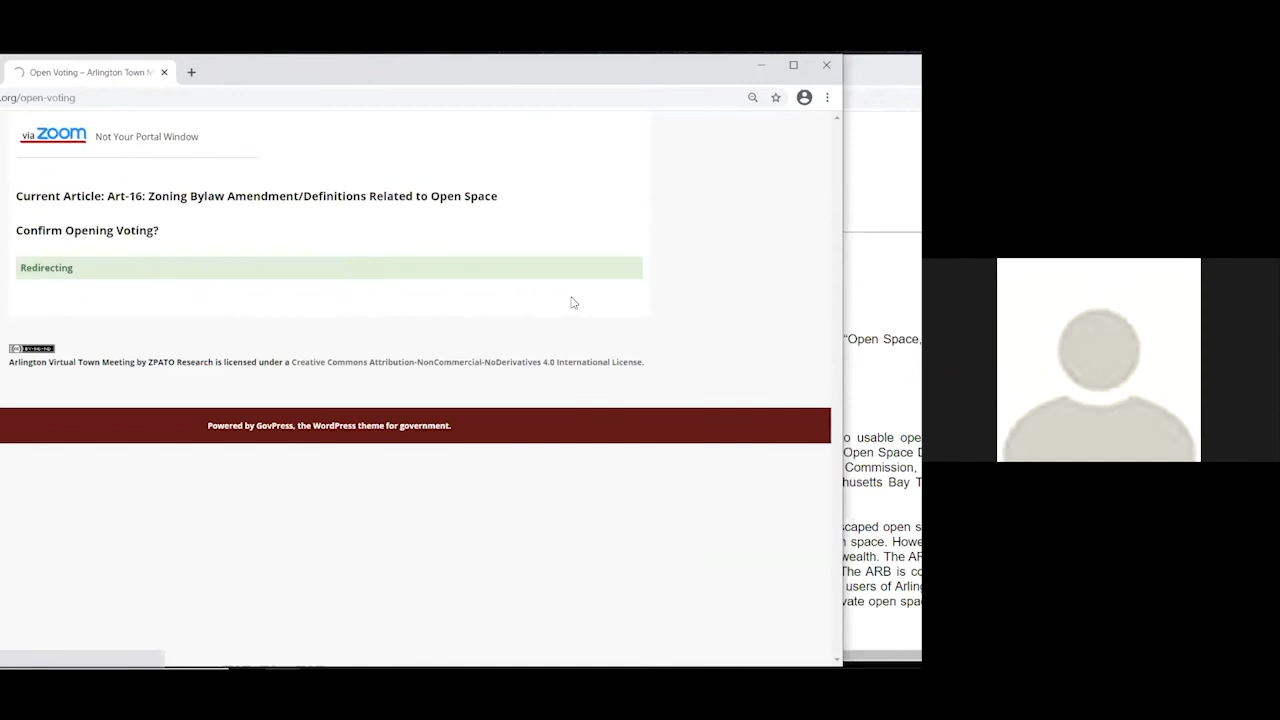 Open Voting – Arlington Town M
.org/open-voting
via zoom Not Your Portal Window
Current Article: Art-16: Zoning Bylaw Amendment/Definitions Related to Open Space
Confirm Opening Voting?
Redirecting
Arlington Virtual Town Meeting by ZPATO Research is licensed under a Creative Commons Attribution-NonCommercial-NoDerivatives 4.0 International License.
Powered by GovPress, the WordPress theme for government.
"Open Space,
o usable ope
Open Space D
Commission,
husetts Bay T
scaped open s
n space. Howe
wealth. The AR
The ARB is co
users of Arlin
vate open spa